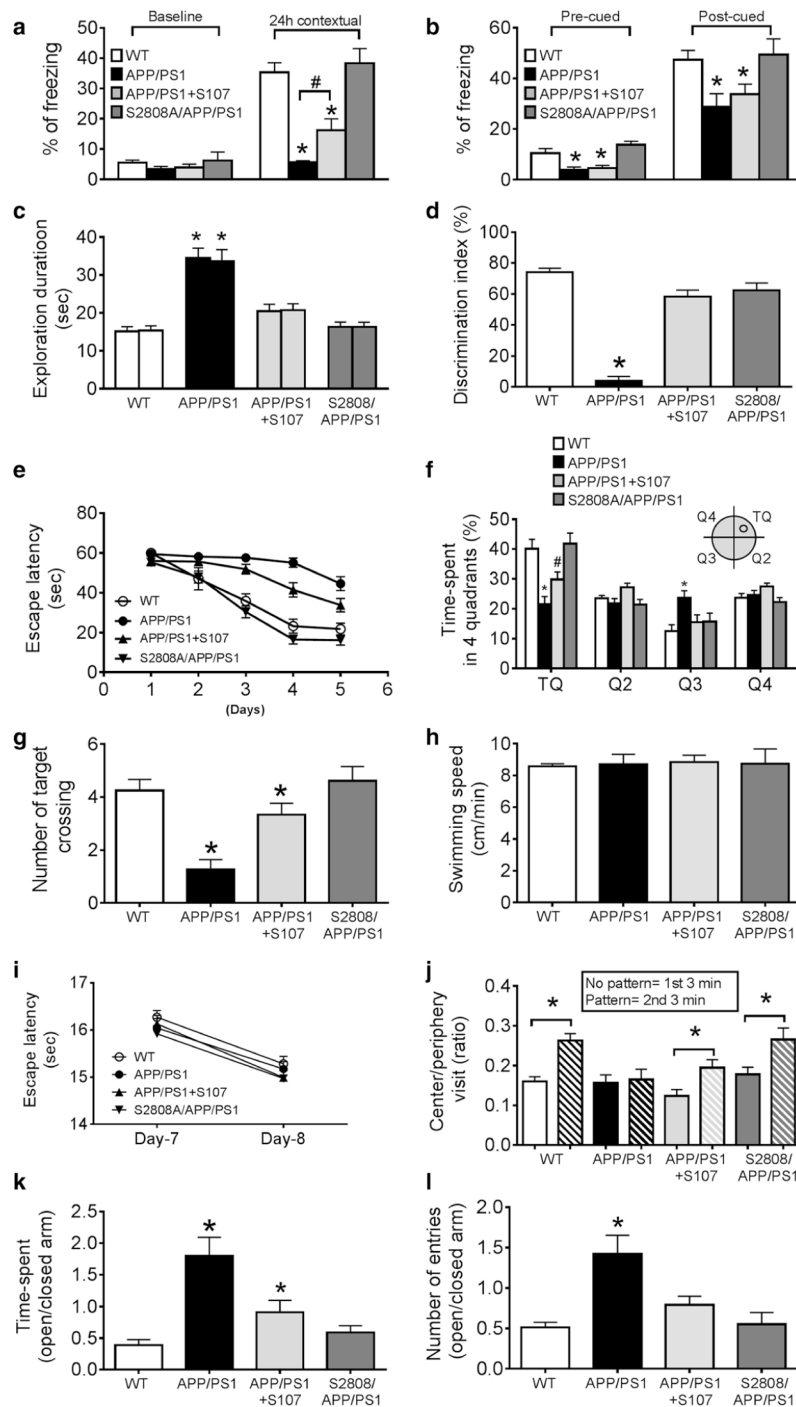 a
Baseline
24h contextual
WT
APP/PS1
APP/PS1+S107
S2808A/APP/PS1
#
*
*
% of freezing
50
40
30
20
10
0
b
Pre-cued
Post-cued
WT
APP/PS1
APP/PS1+S107
S2808A/APP/PS1
* *
* *
% of freezing
60
40
20
0
c
Exploration duratioon
(sec)
40
30
20
10
0
* *
WT
APP/PS1
APP/PS1
+S107
S2808/
APP/PS1
d
Discrimination index (%)
100
80
60
40
20
0
*
WT
APP/PS1
APP/PS1
+S107
S2808/
APP/PS1
e
Escape latency
(sec)
80
60
40
20
0
WT
APP/PS1
APP/PS1+S107
S2808A/APP/PS1
0 1 2 3 4 5 6
(Days)
f
WT
APP/PS1
APP/PS1+S107
S2808A/APP/PS1
Q4 TQ
Q3 Q2
Time-spent
in 4 quadrants (%)
50
40
30
20
10
0
*
#
*
TQ Q2 Q3 Q4
g
Number of target
crossing
6
4
2
0
*
*
WT
APP/PS1
APP/PS1
+S107
S2808/
APP/PS1
h
Swimming speed
(cm/min)
10
8
6
4
2
0
WT
APP/PS1
APP/PS1
+S107
S2808/
APP/PS1
i
Escape latency
(sec)
17
16
15
14
WT
APP/PS1
APP/PS1+S107
S2808A/APP/PS1
Day-7 Day-8
j
No pattern= 1st 3 min
Pattern= 2nd 3 min
Center/periphery
visit (ratio)
0.4
0.3
0.2
0.1
0.0
*
*
*
WT
APP/PS1
APP/PS1
+S107
S2808/
APP/PS1
k
Time-spent
(open/closed arm)
2.5
2.0
1.5
1.0
0.5
0.0
*
*
WT
APP/PS1
APP/PS1
+S107
S2808/
APP/PS1
l
Number of entries
(open/closed arm)
2.0
1.5
1.0
0.5
0.0
*
WT
APP/PS1
APP/PS1
+S107
S2808/
APP/PS1